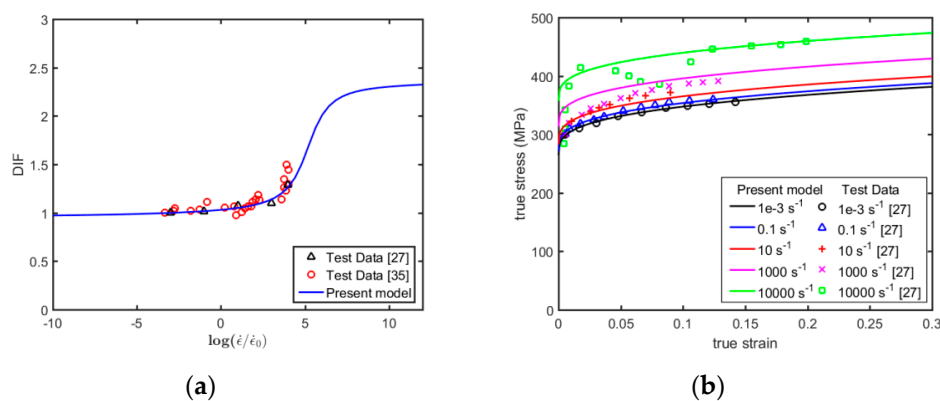 3
2.5
2
1.5
1
0.5
0
DIF
-10
-5
0
5
10
log(ε̇/ε̇₀)
Test Data [27]
Test Data [35]
Present model
(a)
500
400
300
200
100
0
true stress (MPa)
0
0.05
0.1
0.15
0.2
0.25
0.3
true strain
Present model Test Data
1e-3 s⁻¹ 1e-3 s⁻¹ [27]
0.1 s⁻¹ 0.1 s⁻¹ [27]
10 s⁻¹ 10 s⁻¹ [27]
1000 s⁻¹ 1000 s⁻¹ [27]
10000 s⁻¹ 10000 s⁻¹ [27]
(b)